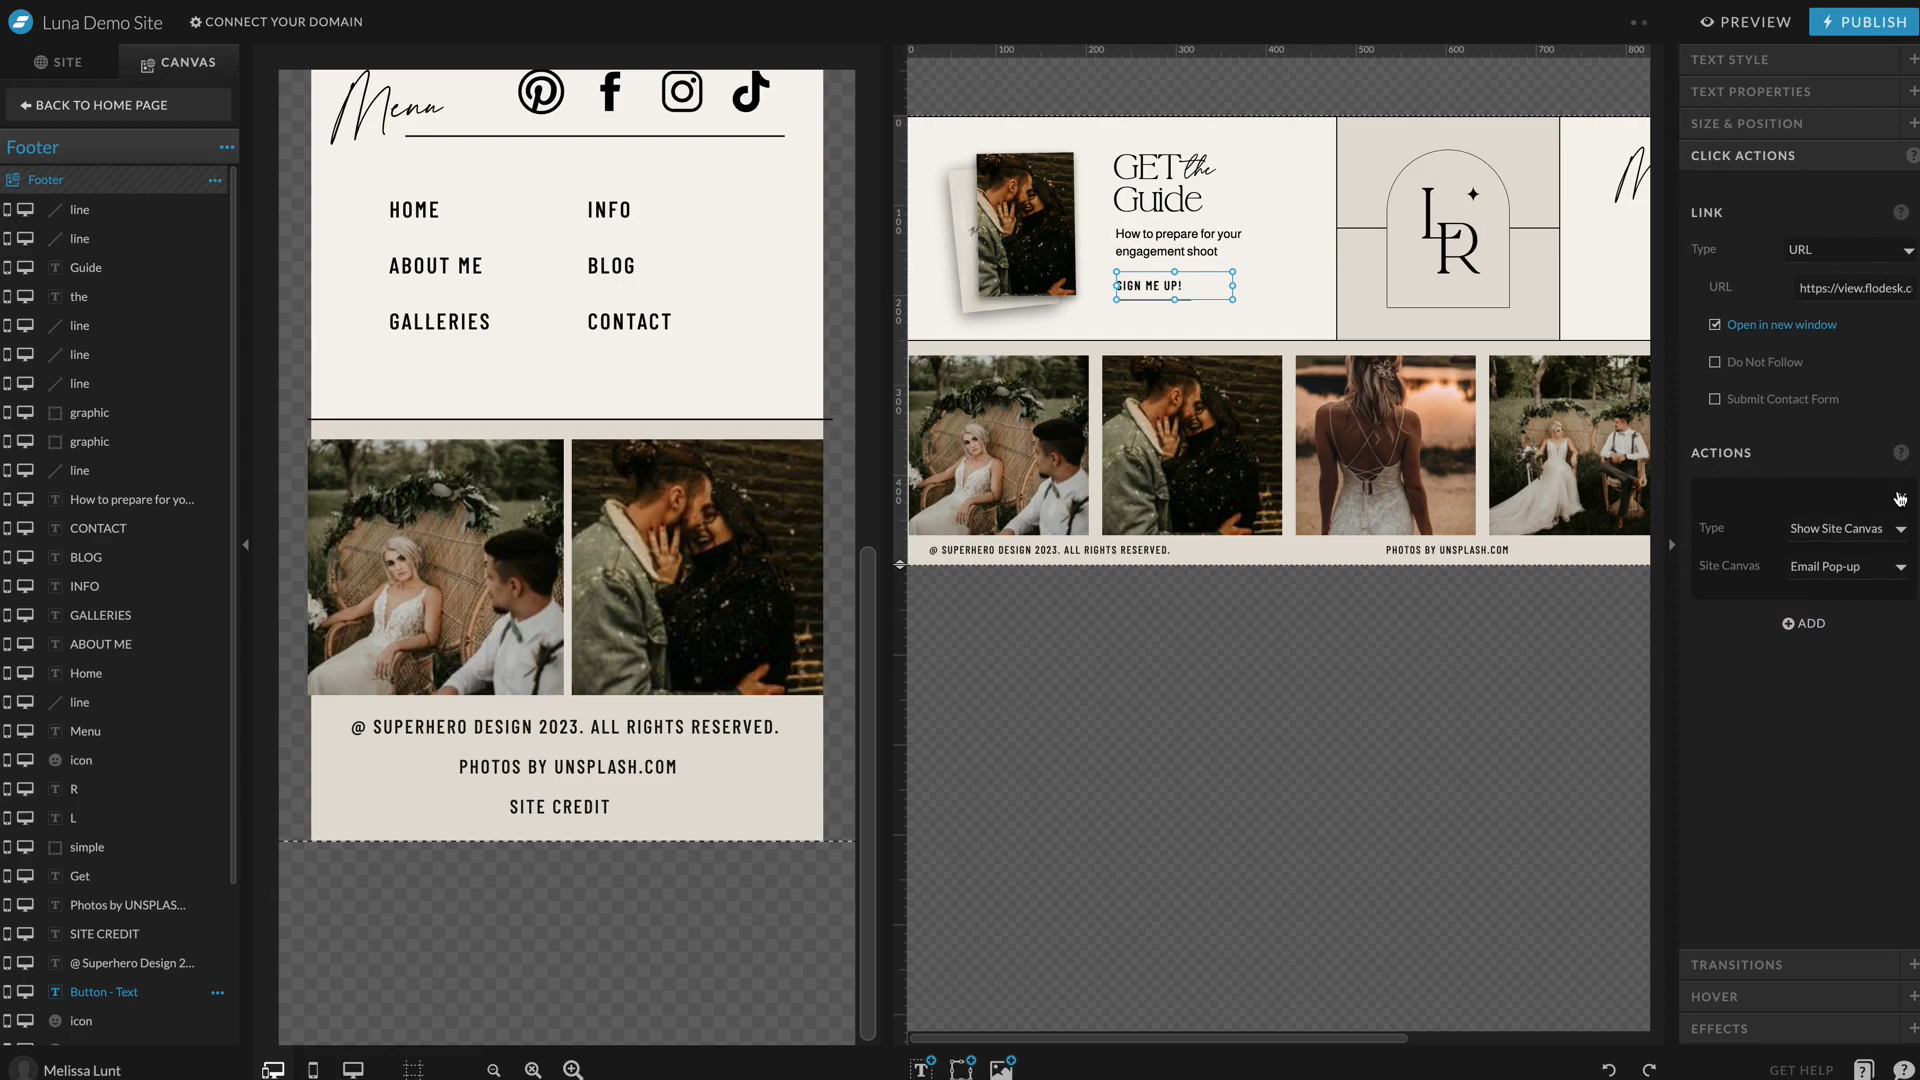 Luna Demo Site
CONNECT YOUR DOMAIN
PREVIEW
PUBLISH
SITE
CANVAS
BACK TO HOME PAGE
Footer
Footer
line
line
Guide
the
line
line
line
graphic
graphic
line
How to prepare for yo...
CONTACT
BLOG
INFO
GALLERIES
ABOUT ME
Home
line
Menu
icon
R
L
simple
Get
Photos by UNSPLAS...
SITE CREDIT
@ Superhero Design 2...
Button - Text
icon
Melissa Lunt
Menu
HOME
INFO
ABOUT ME
BLOG
GALLERIES
CONTACT
@ SUPERHERO DESIGN 2023. ALL RIGHTS RESERVED.
PHOTOS BY UNSPLASH.COM
SITE CREDIT
0 100 200 300 400 500 600 700 800
0
100
200
300
400
GET the
Guide
How to prepare for your
engagement shoot
SIGN ME UP!
L
R
@ SUPERHERO DESIGN 2023. ALL RIGHTS RESERVED.
PHOTOS BY UNSPLASH.COM
TEXT STYLE
TEXT PROPERTIES
SIZE & POSITION
CLICK ACTIONS
LINK
Type
URL
URL
https://view.flodesk.c
Open in new window
Do Not Follow
Submit Contact Form
ACTIONS
Type
Show Site Canvas
Site Canvas
Email Pop-up
ADD
TRANSITIONS
HOVER
EFFECTS
GET HELP